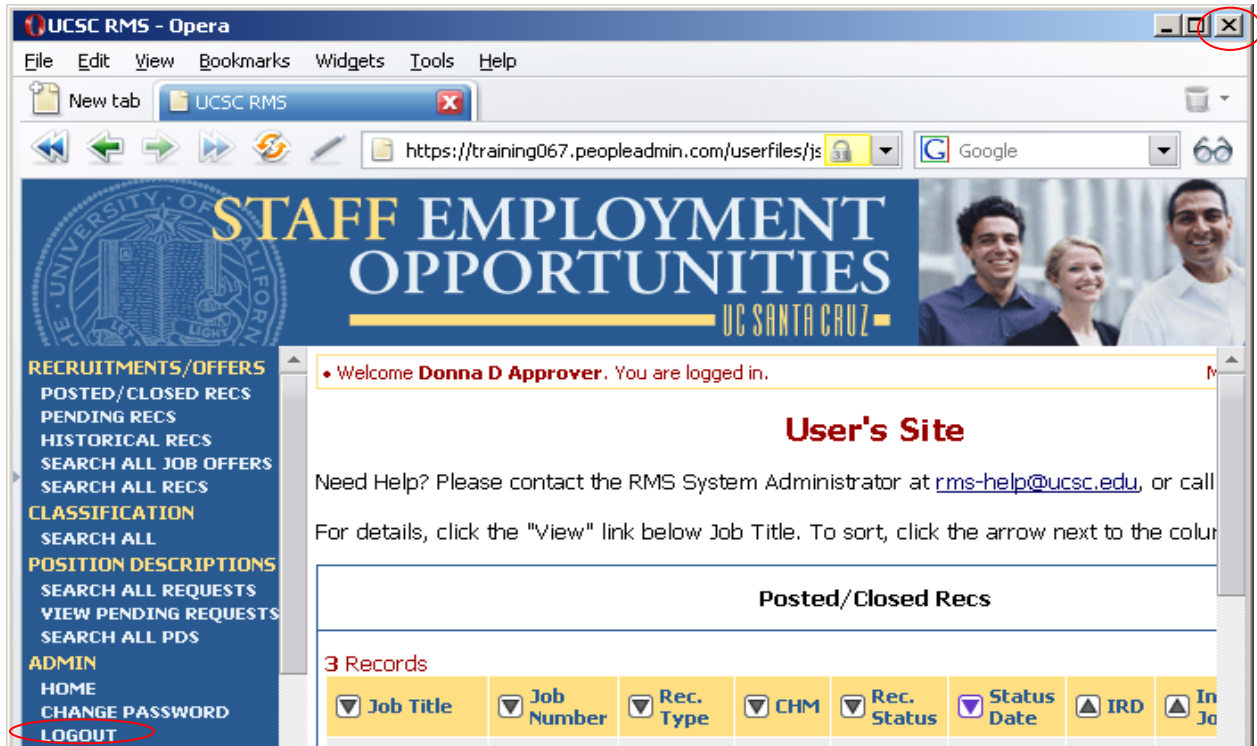 UCSC RMS - Opera
File Edit View Bookmarks Widgets Tools Help
New tab UCSC RMS
https://training067.peopleadmin.com/userfiles/js Google
STAFF EMPLOYMENT
OPPORTUNITIES
UC SANTA CRUZ
RECRUITMENTS/OFFERS
POSTED/CLOSED RECS
PENDING RECS
HISTORICAL RECS
SEARCH ALL JOB OFFERS
SEARCH ALL RECS
CLASSIFICATION
SEARCH ALL
POSITION DESCRIPTIONS
SEARCH ALL REQUESTS
VIEW PENDING REQUESTS
SEARCH ALL PDS
ADMIN
HOME
CHANGE PASSWORD
LOGOUT
• Welcome Donna D Approver. You are logged in.
User's Site
Need Help? Please contact the RMS System Administrator at rms-help@ucsc.edu, or call
For details, click the "View" link below Job Title. To sort, click the arrow next to the colu
Posted/Closed Recs
3 Records
Job Title
Job
Number
Rec.
Type
CHM
Rec.
Status
Status
Date
IRD
In
Jo